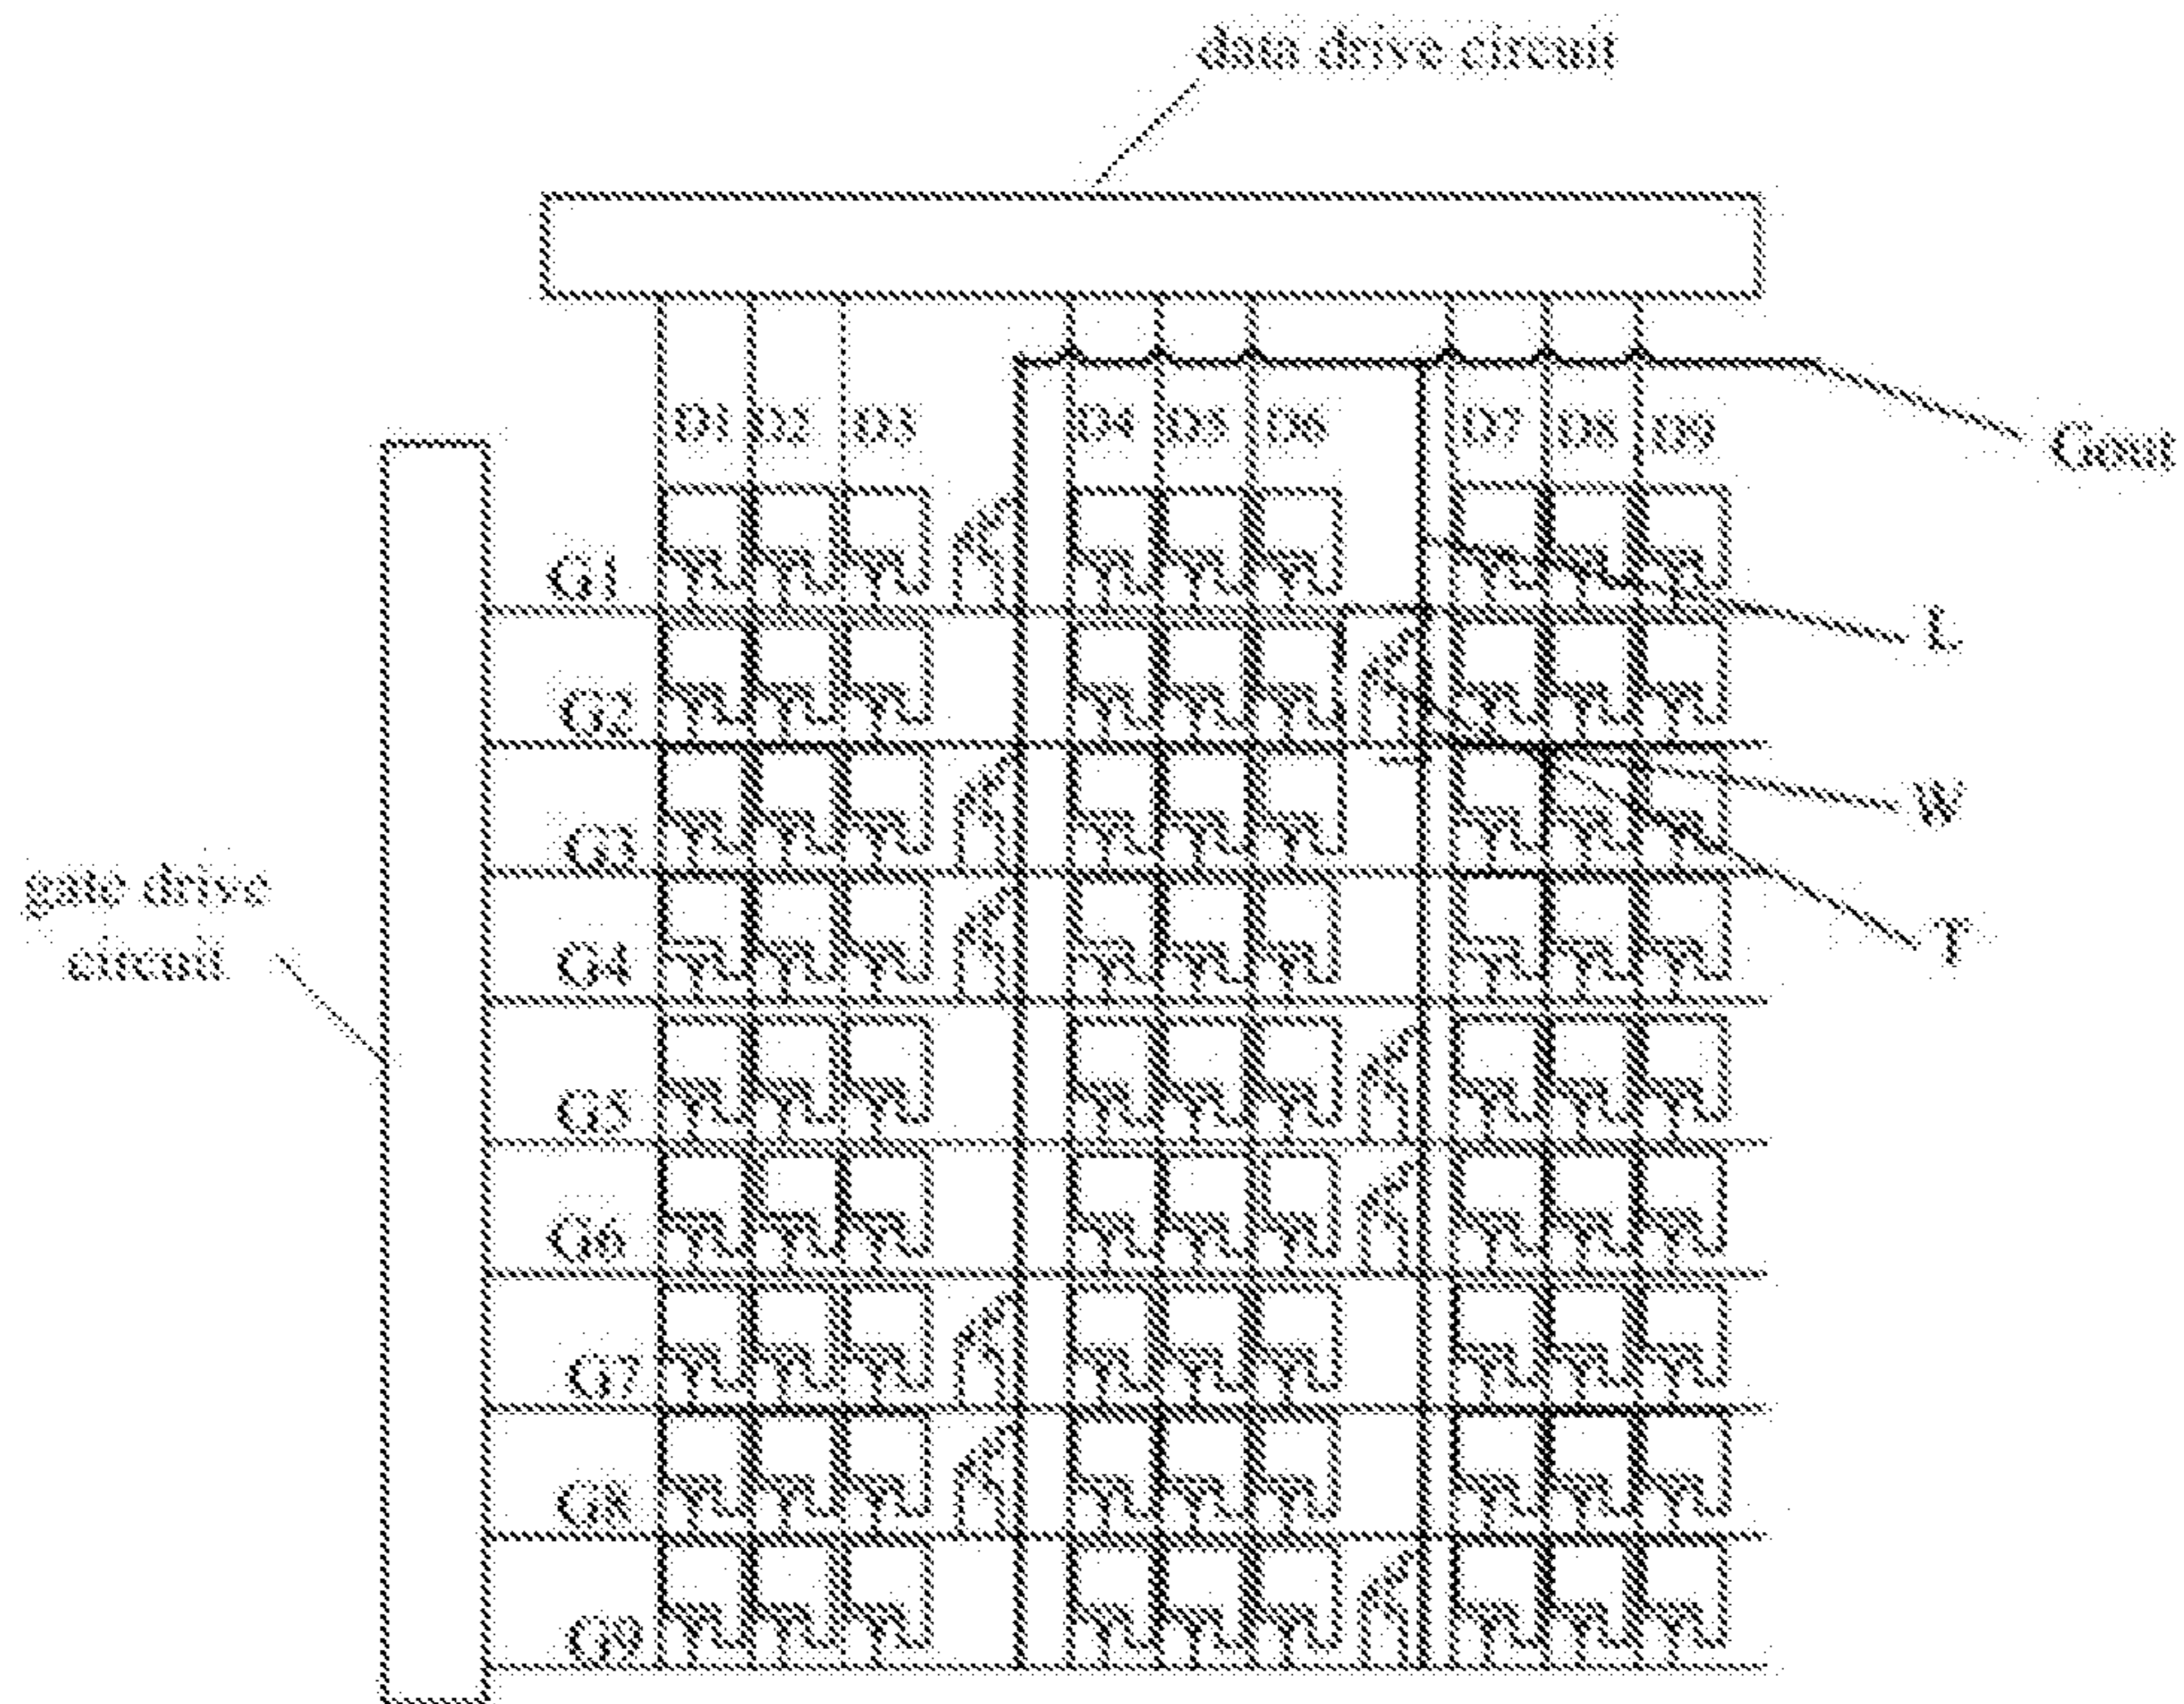 data drive circuit
D1 D2 D3 D4 D5 D6 D7 D8 D9
Gout
G1
L
G2
W
G3
gate drive
circuit
T
G4
G5
G6
G7
G8
G9